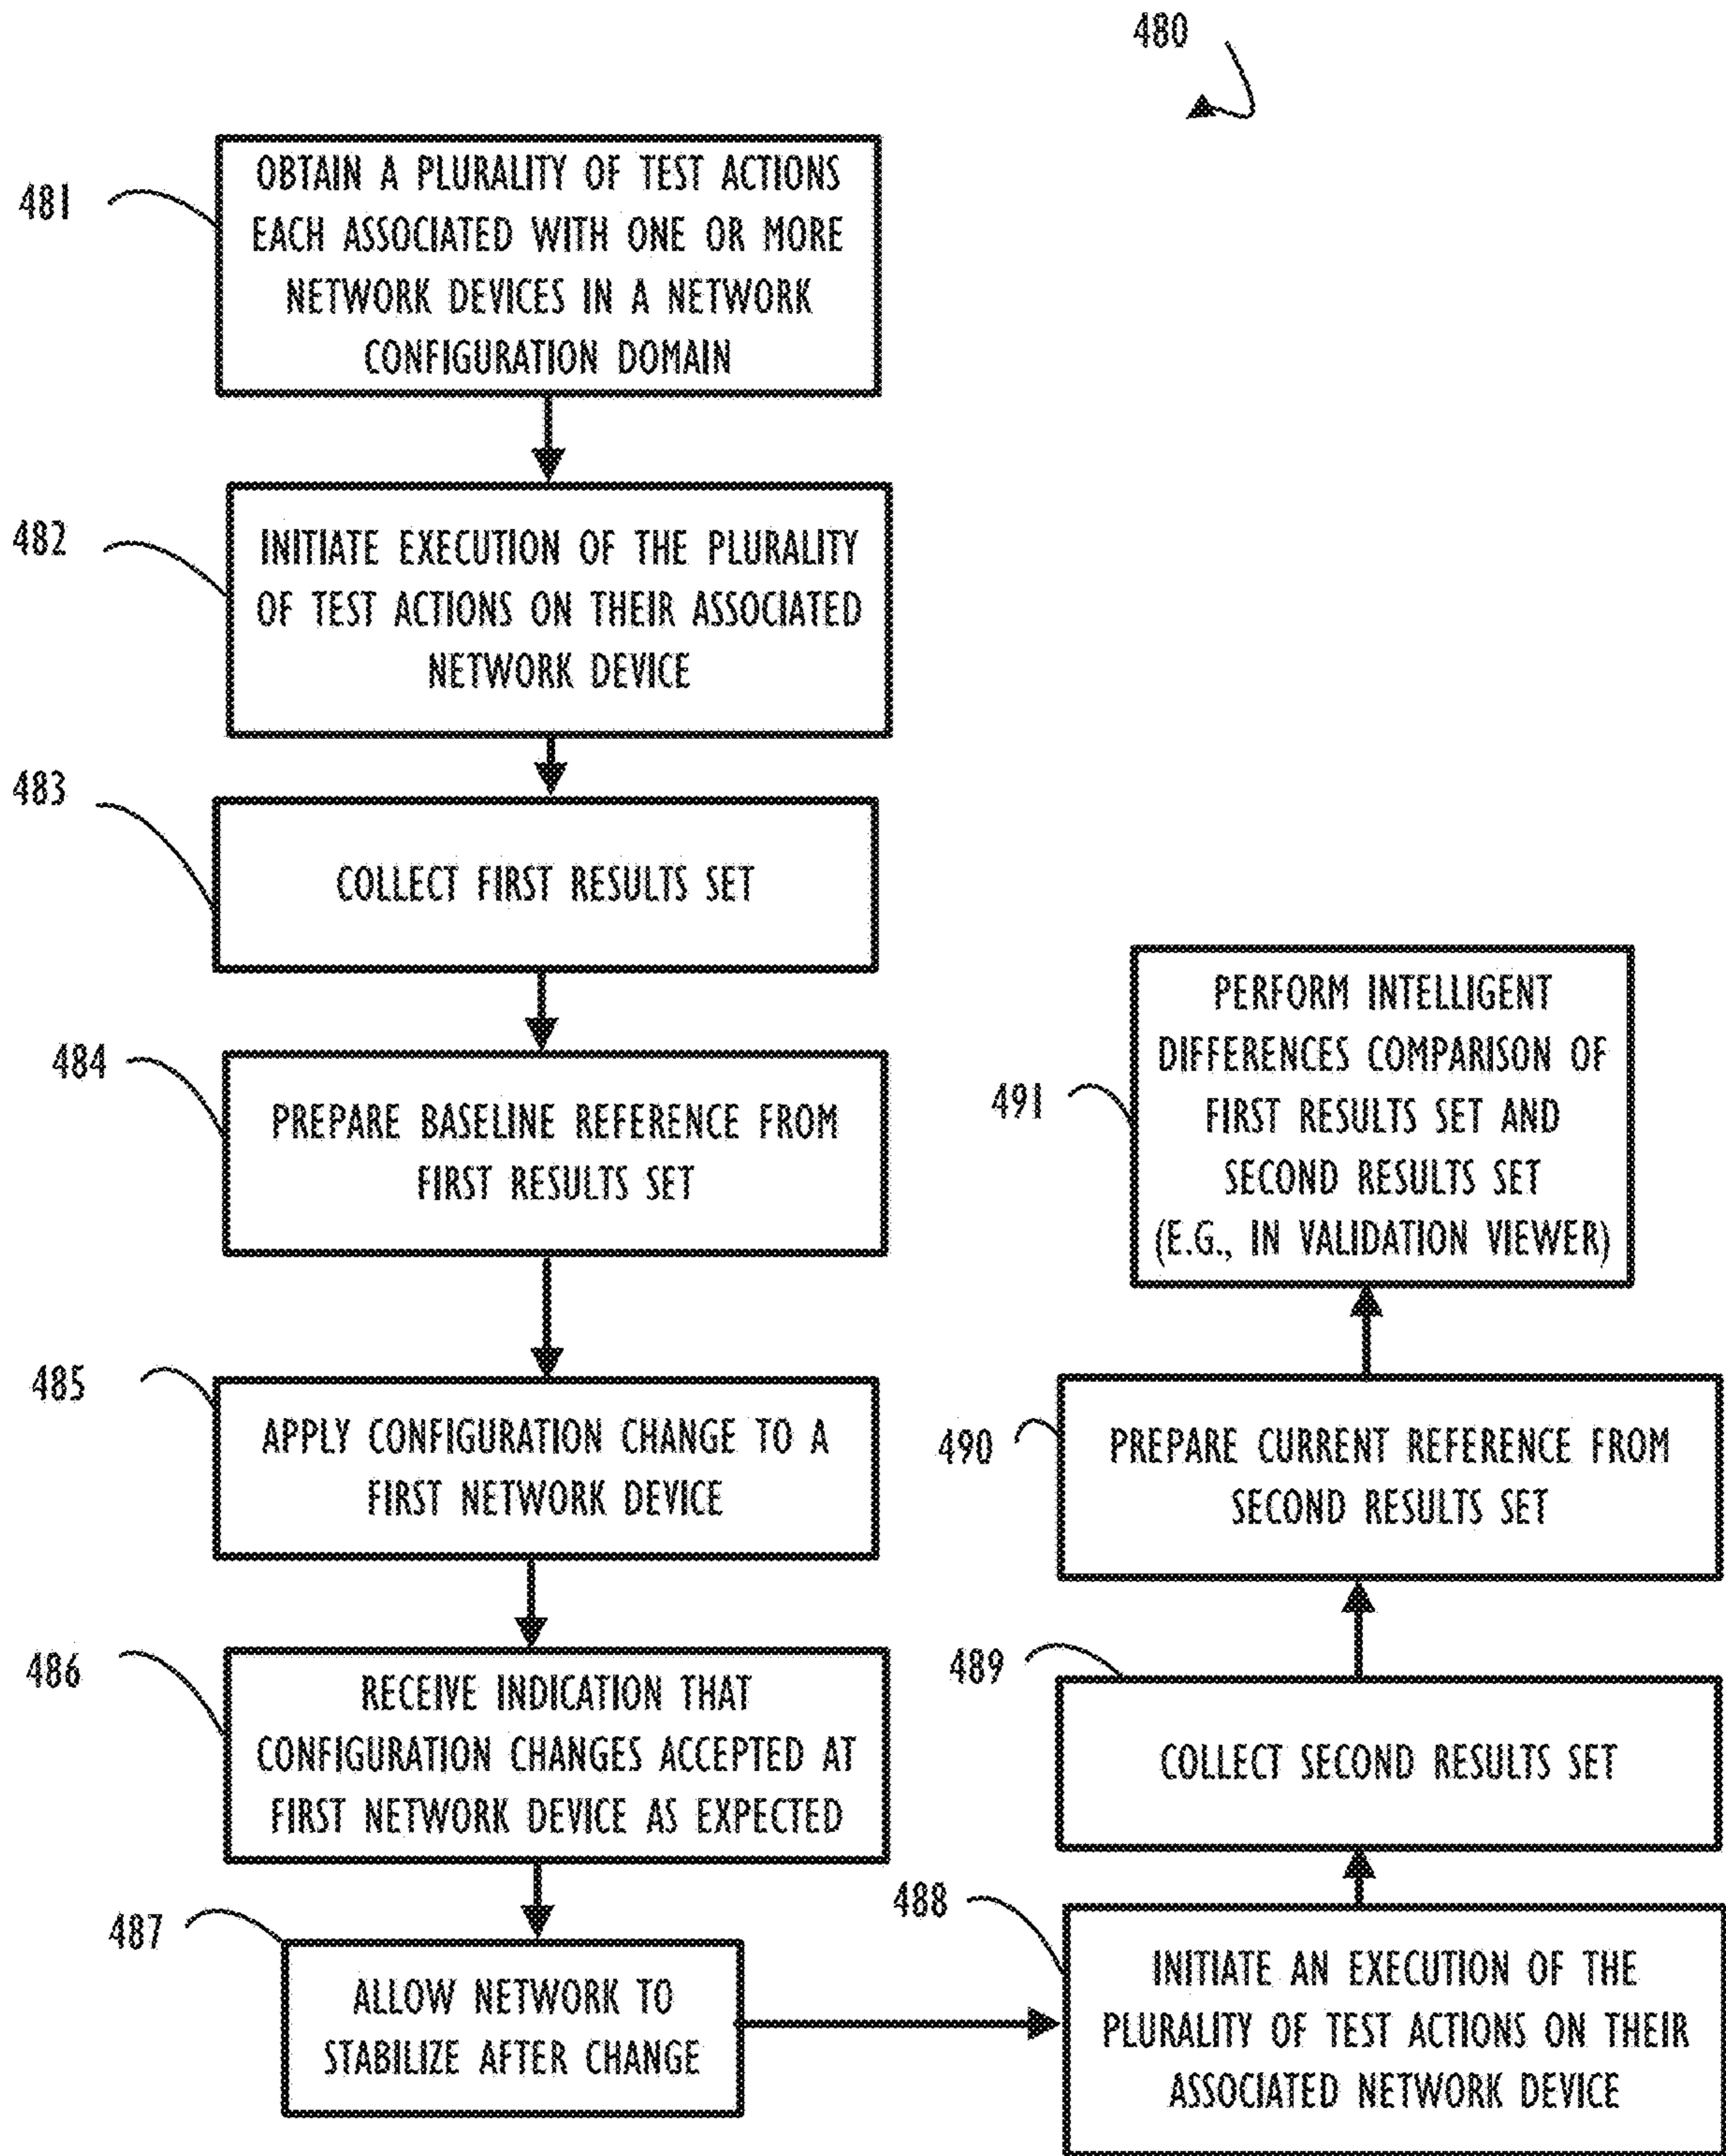 480
481
OBTAIN A PLURALITY OF TEST ACTIONS
EACH ASSOCIATED WITH ONE OR MORE
NETWORK DEVICES IN A NETWORK
CONFIGURATION DOMAIN
482
INITIATE EXECUTION OF THE PLURALITY
OF TEST ACTIONS ON THEIR ASSOCIATED
NETWORK DEVICE
483
COLLECT FIRST RESULTS SET
484
PREPARE BASELINE REFERENCE FROM
FIRST RESULTS SET
485
APPLY CONFIGURATION CHANGE TO A
FIRST NETWORK DEVICE
486
RECEIVE INDICATION THAT
CONFIGURATION CHANGES ACCEPTED AT
FIRST NETWORK DEVICE AS EXPECTED
487
ALLOW NETWORK TO
STABILIZE AFTER CHANGE
488
INITIATE AN EXECUTION OF THE
PLURALITY OF TEST ACTIONS ON THEIR
ASSOCIATED NETWORK DEVICE
489
COLLECT SECOND RESULTS SET
490
PREPARE CURRENT REFERENCE FROM
SECOND RESULTS SET
491
PERFORM INTELLIGENT
DIFFERENCES COMPARISON OF
FIRST RESULTS SET AND
SECOND RESULTS SET
(E.G., IN VALIDATION VIEWER)